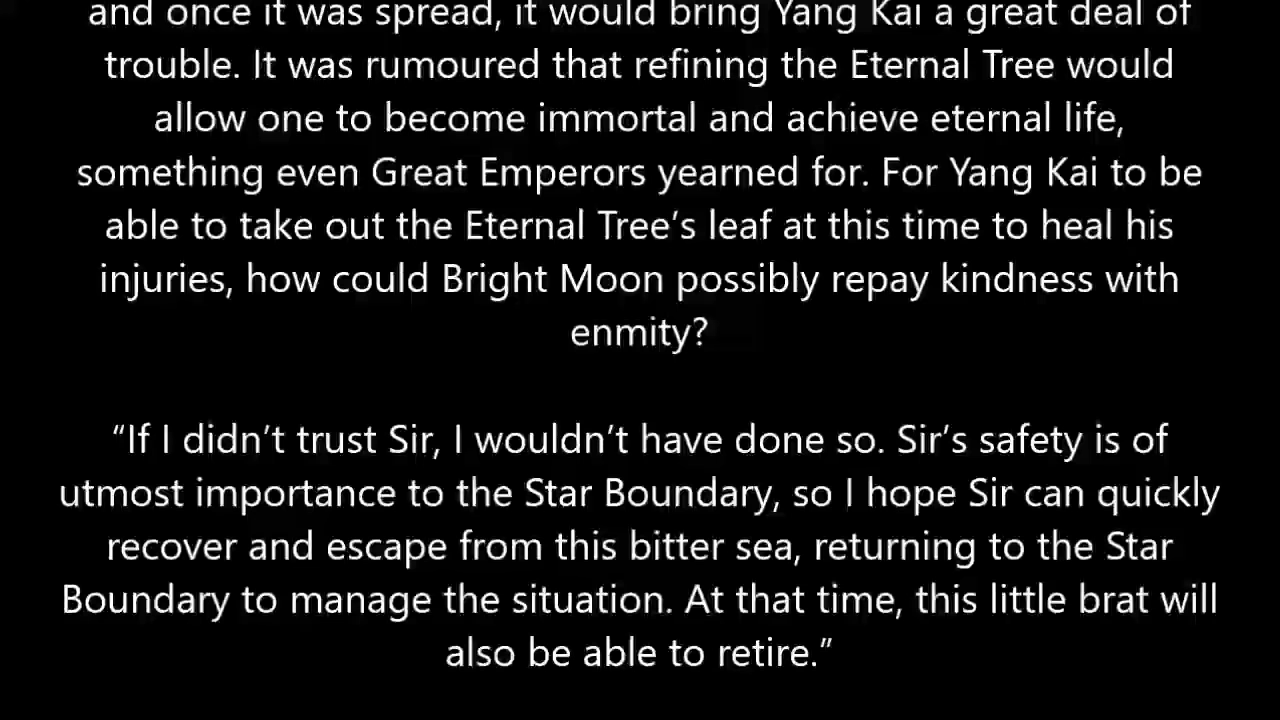 and once it was spread, it would bring Yang Kai a great deal of
trouble. It was rumoured that refining the Eternal Tree would
allow one to become immortal and achieve eternal life,
something even Great Emperors yearned for. For Yang Kai to be
able to take out the Eternal Tree’s leaf at this time to heal his
injuries, how could Bright Moon possibly repay kindness with
enmity?
“If I didn’t trust Sir, I wouldn’t have done so. Sir’s safety is of
utmost importance to the Star Boundary, so I hope Sir can quickly
recover and escape from this bitter sea, returning to the Star
Boundary to manage the situation. At that time, this little brat will
also be able to retire.”